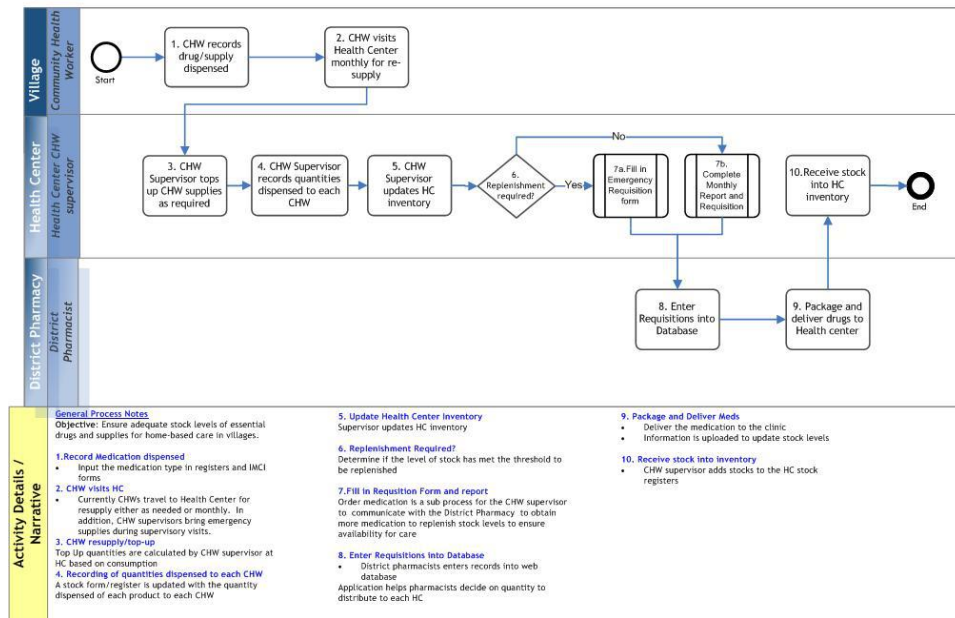 Village
Community Health
Worker
Start
1. CHW records
drug/supply
dispensed
2. CHW visits
Health Center
monthly for re-
supply
Health Center
Health Center CHW
supervisor
3. CHW
Supervisor tops
up CHW supplies
as required
4. CHW Supervisor
records quantities
dispensed to each
CHW
5. CHW
Supervisor
updates HC
inventory
6.
Replenishment
required?
No
Yes
7a.Fill in
Emergency
Requisition
form
7b.
Complete
Monthly
Report and
Requisition
10.Receive stock
into HC
inventory
End
District Pharmacy
District
Pharmacist
8. Enter
Requisitions into
Database
9. Package and
deliver drugs to
Health center
Activity Details /
Narrative
General Process Notes
Objective: Ensure adequate stock levels of essential
drugs and supplies for home-based care in villages.
1.Record Medication dispensed
• Input the medication type in registers and IMCI
forms
2. CHW visits HC
• Currently CHWs travel to Health Center for
resupply either as needed or monthly. In
addition, CHW supervisors bring emergency
supplies during supervisory visits.
3. CHW resupply/top-up
Top Up quantities are calculated by CHW supervisor at
HC based on consumption
4. Recording of quantities dispensed to each CHW
A stock form/register is updated with the quantity
dispensed of each product to each CHW
5. Update Health Center Inventory
Supervisor updates HC inventory
6. Replenishment Required?
Determine if the level of stock has met the threshold to
be replenished
7.Fill in Requsition Form and report
Order medication is a sub process for the CHW supervisor
to communicate with the District Pharmacy to obtain
more medication to replenish stock levels to ensure
availability for care
8. Enter Requisitions into Database
• District pharmacists enters records into web
database
Application helps pharmacists decide on quantity to
distribute to each HC
9. Package and Deliver Meds
• Deliver the medication to the clinic
• Information is uploaded to update stock levels
10. Receive stock into inventory
• CHW supervisor adds stocks to the HC stock
registers